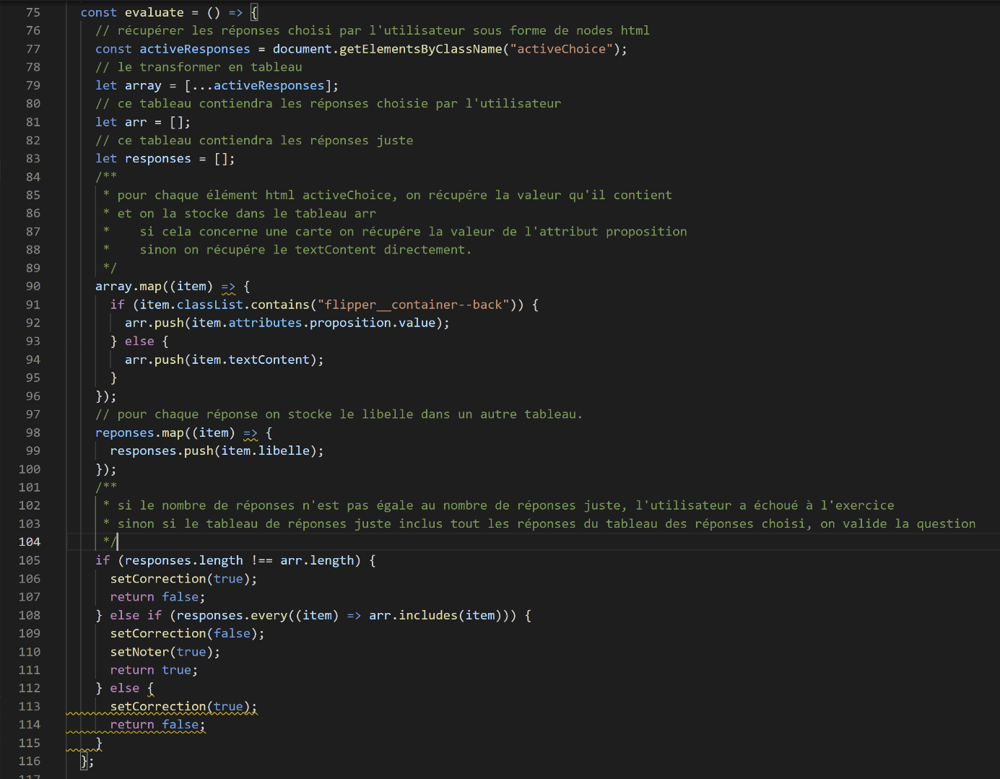 75 const evaluate = () => {
76 // récupérer les réponses choisi par l'utilisateur sous forme de nodes html
77 const activeResponses = document.getElementsByClassName("activeChoice");
78 // le transformer en tableau
79 let array = [...activeResponses];
80 // ce tableau contiendra les réponses choisie par l'utilisateur
81 let arr = [];
82 // ce tableau contiendra les réponses juste
83 let responses = [];
84 /**
85 * pour chaque élémént html activeChoice, on récupére la valeur qu'il contient
86 * et on la stocke dans le tableau arr
87 * si cela concerne une carte on récupére la valeur de l'attribut proposition
88 * sinon on récupére le textContent directement.
89 */
90 array.map((item) => {
91 if (item.classList.contains("flipper__container--back")) {
92 arr.push(item.attributes.proposition.value);
93 } else {
94 arr.push(item.textContent);
95 }
96 });
97 // pour chaque réponse on stocke le libelle dans un autre tableau.
98 reponses.map((item) => {
99 responses.push(item.libelle);
100 });
101 /**
102 * si le nombre de réponses n'est pas égale au nombre de réponses juste, l'utilisateur a échoué à l'exercice
103 * sinon si le tableau de réponses juste inclus tout les réponses du tableau des réponses choisi, on valide la question
104 */
105 if (responses.length !== arr.length) {
106 setCorrection(true);
107 return false;
108 } else if (responses.every((item) => arr.includes(item))) {
109 setCorrection(false);
110 setNoter(true);
111 return true;
112 } else {
113 setCorrection(true);
114 return false;
115 }
116 };
117